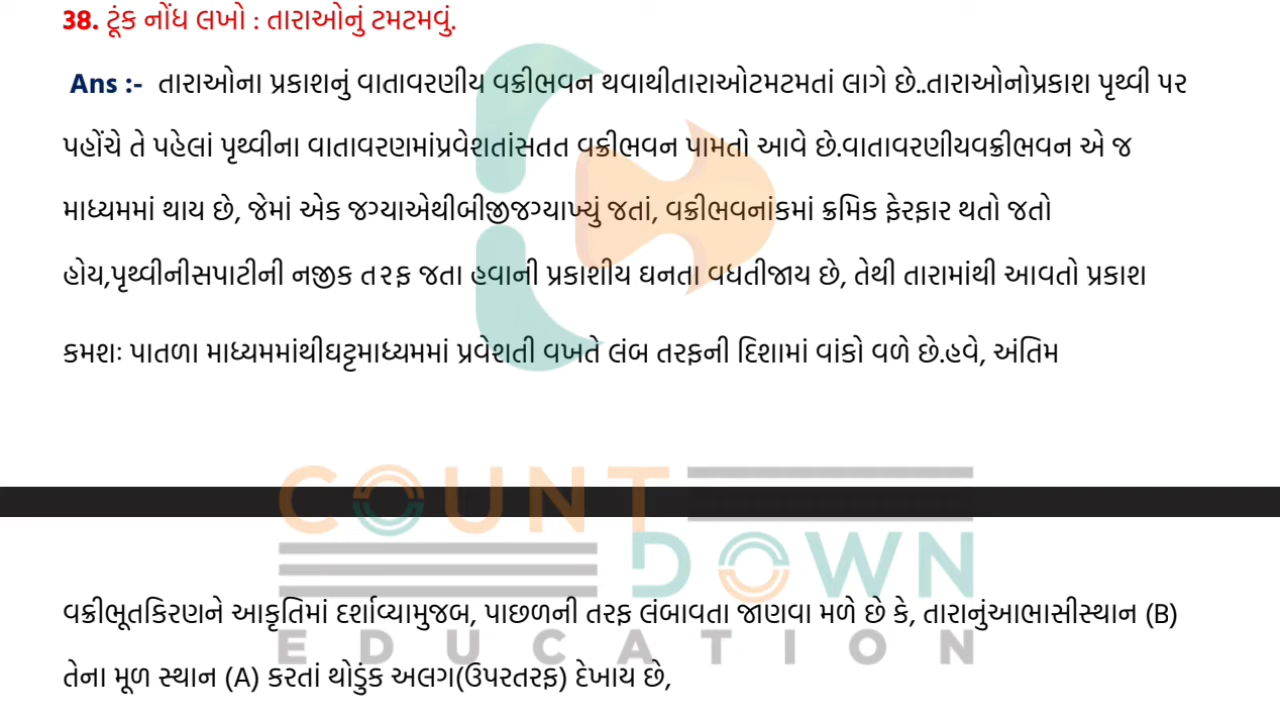 38. ટૂંક નોંધ લખો : તારાઓનું ટમટમવું.
Ans :- તારાઓના પ્રકાશનું વાતાવરણીય વક્રીભવન થવાથીતારાઓટમટમતાં લાગે છે..તારાઓનોપ્રકાશ પૃથ્વી પર
પહોંચે તે પહેલાં પૃથ્વીના વાતાવરણમાંપ્રવેશતાંસતત વક્રીભવન પામતો આવે છે.વાતાવરણીયવક્રીભવન એ જ
માધ્યમમાં થાય છે, જેમાં એક જગ્યાએથીબીજીજગ્યાખ્યું જતાં, વક્રીભવનાંકમાં ક્રમિક ફેરફાર થતો જતો
હોય,પૃથ્વીનીસપાટીની નજીક તરફ જતા હવાની પ્રકાશીય ઘનતા વધતીજાય છે, તેથી તારામાંથી આવતો પ્રકાશ
કમશઃ પાતળા માધ્યમમાંથીઘટ્ટમાધ્યમમાં પ્રવેશતી વખતે લંબ તરફની દિશામાં વાંકો વળે છે.હવે, અંતિમ
COUNT
DOWN
વક્રીભૂતકિરણને આકૃતિમાં દર્શાવ્યામુજબ, પાછળની તરફ લંબાવતા જાણવા મળે છે કે, તારાનુંઆભાસીસ્થાન (B)
EDUCATION
તેના મૂળ સ્થાન (A) કરતાં થોડુંક અલગ(ઉપરતરફ) દેખાય છે,